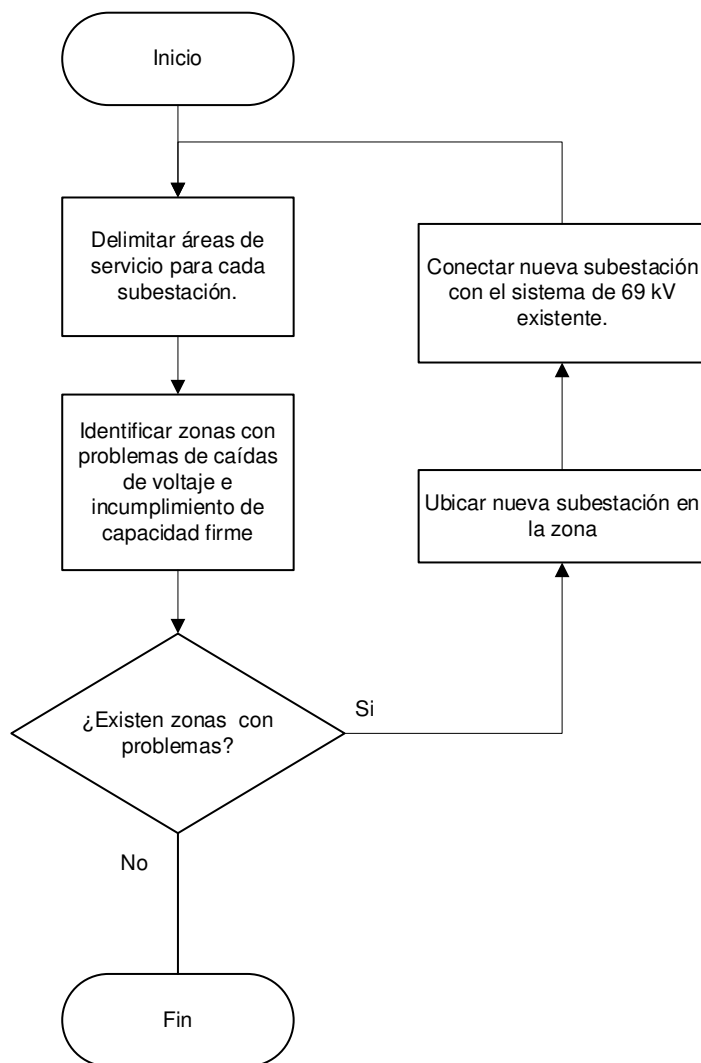 Inicio
Delimitar áreas de
servicio para cada
subestación.
Identificar zonas con
problemas de caídas
de voltaje e
incumplimiento de
capacidad firme
¿Existen zonas con
problemas?
Si
No
Fin
Ubicar nueva subestación en
la zona
Conectar nueva subestación
con el sistema de 69 kV
existente.